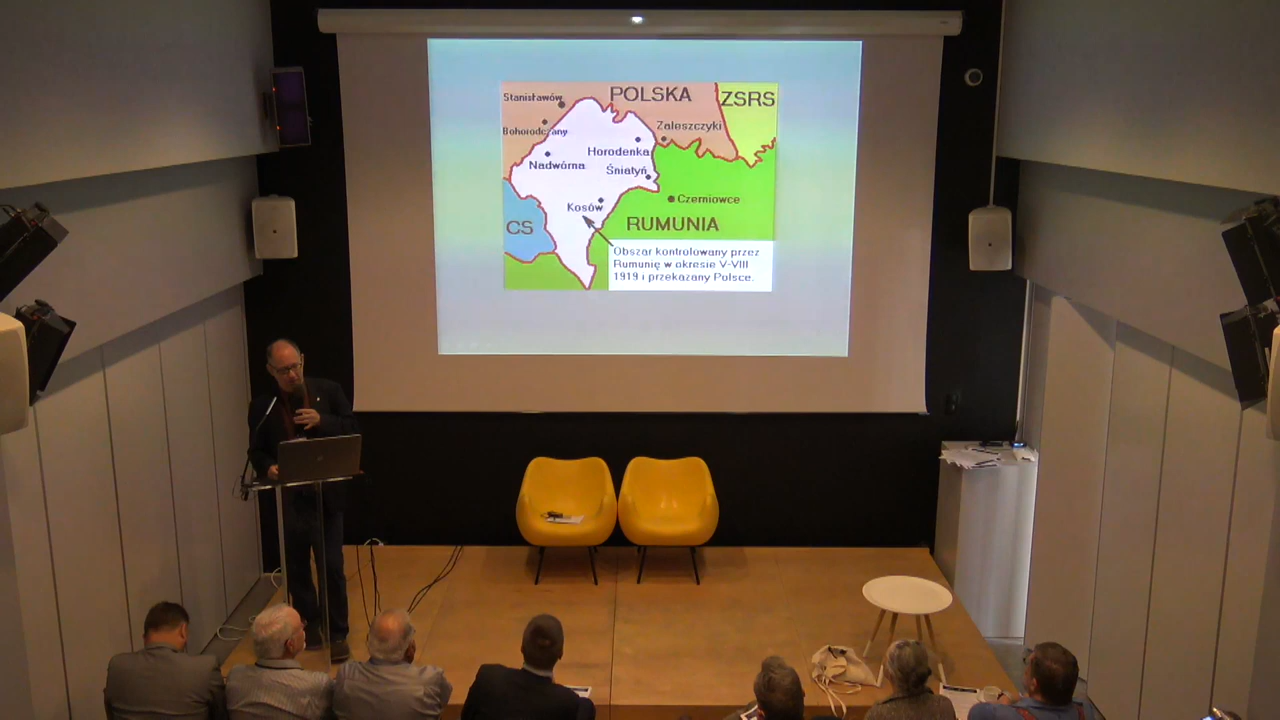 POLSKA
ZSRS
Stanisławów
Bohorodczany
Zaleszczyki
Horodenka
Nadwórna
Śniatyń
Kosów
Czerniowce
CS
RUMUNIA
Obszar kontrolowany przez
Rumunię w okresie V-VIII
1919 i przekazany Polsce.